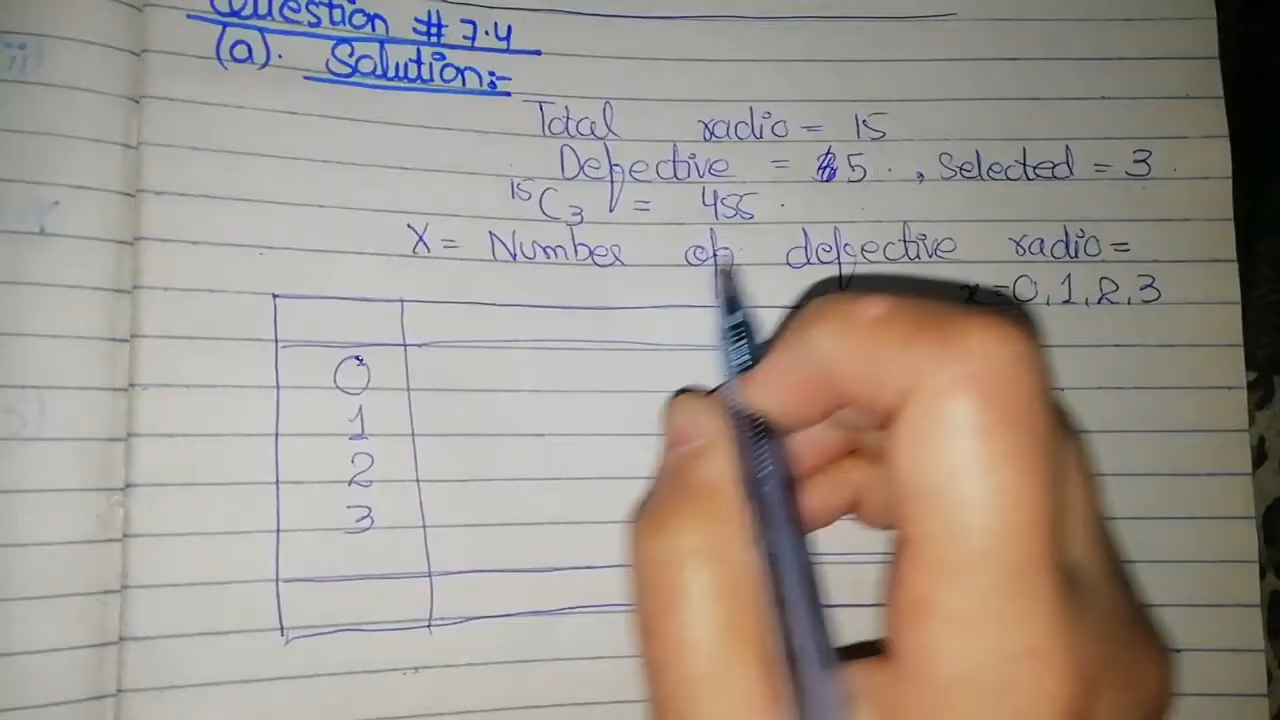 Question # 7.4
(a). Solution:-
Total radio = 15
Defective = 5. , Selected = 3
15C3 = 455.
X = Number of defective radio =
x=0,1,2,3
0
1
2
3